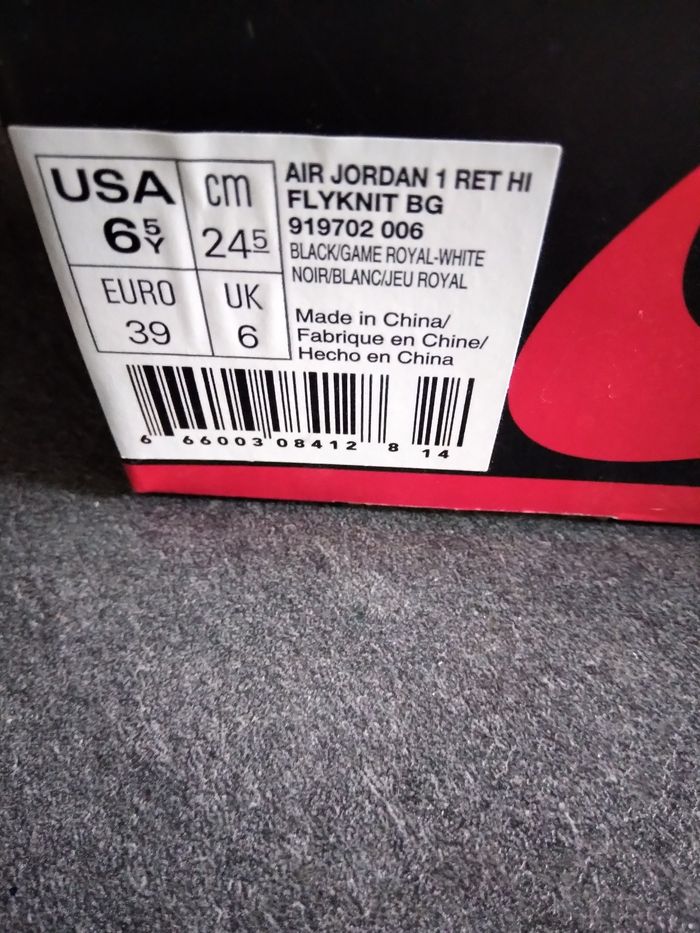 USA
6 5 Y
cm
24 5
EURO
39
UK
6
AIR JORDAN 1 RET HI
FLYKNIT BG
919702 006
BLACK/GAME ROYAL-WHITE
NOIR/BLANC/JEU ROYAL
Made in China/
Fabrique en Chine/
Hecho en China
6 66003 08412 8 14